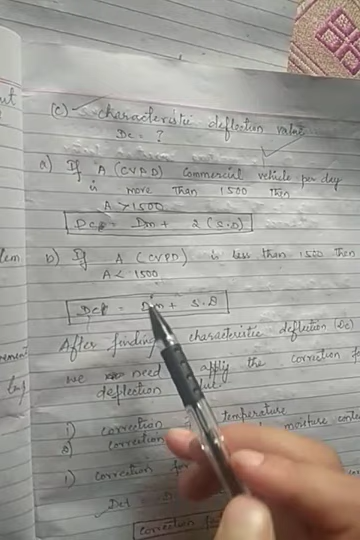 (c) characteristic deflection value
Dc = ?
a) If A (CVPD) commercial vehicle per day
is more than 1500 then
A > 1500
Dc = Dm + 2 (S.D)
b) If A (CVPD) is less than 1500 then
A < 1500
Dc = Dm + S.D
After finding characteristic deflection (Dc)
we need apply the corrction
deflection
i) correction temperature
correction moisture
1) correction for
Dct =
correction